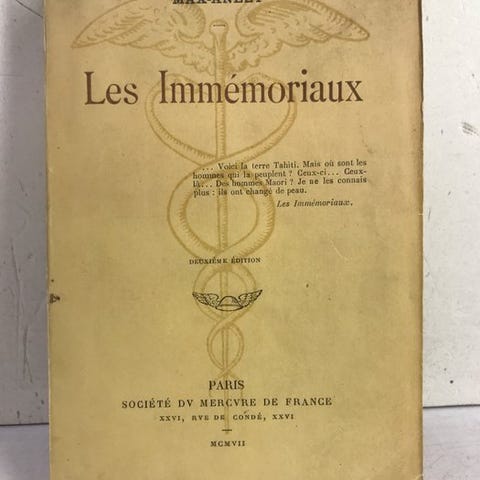 MAX-ANÉLY
Les Immémoriaux
... Voici la terre Tahiti. Mais où sont les
hommes qui la peuplent ? Ceux-ci... Ceux-
là... Des hommes Maori ? Je ne les connais
plus : ils ont changé de peau.
Les Immémoriaux.
DEUXIÈME ÉDITION
PARIS
SOCIÉTÉ DV MERCVRE DE FRANCE
XXVI, RVE DE CONDÉ, XXVI
MCMVII